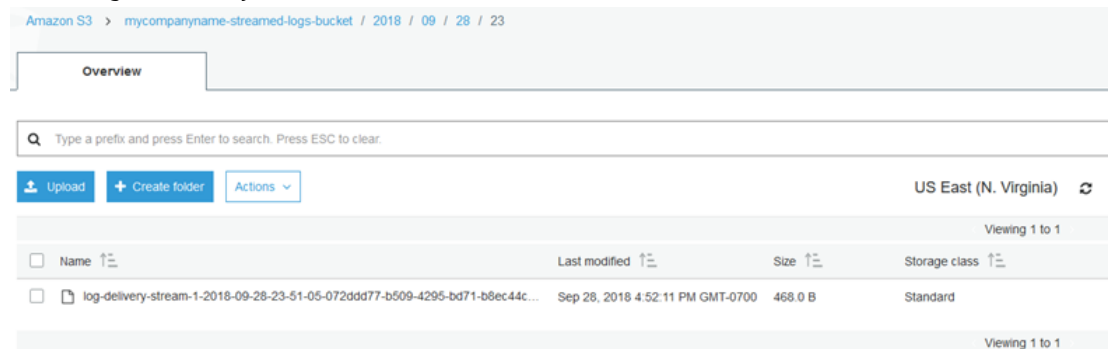 Amazon S3 > mycompanyname-streamed-logs-bucket / 2018 / 09 / 28 / 23
Overview
Type a prefix and press Enter to search. Press ESC to clear.
Upload + Create folder Actions US East (N. Virginia)
Viewing 1 to 1
Name Last modified Size Storage class
log-delivery-stream-1-2018-09-28-23-51-05-072ddd77-b509-4295-bd71-b8ec44c... Sep 28, 2018 4:52:11 PM GMT-0700 468.0 B Standard
Viewing 1 to 1